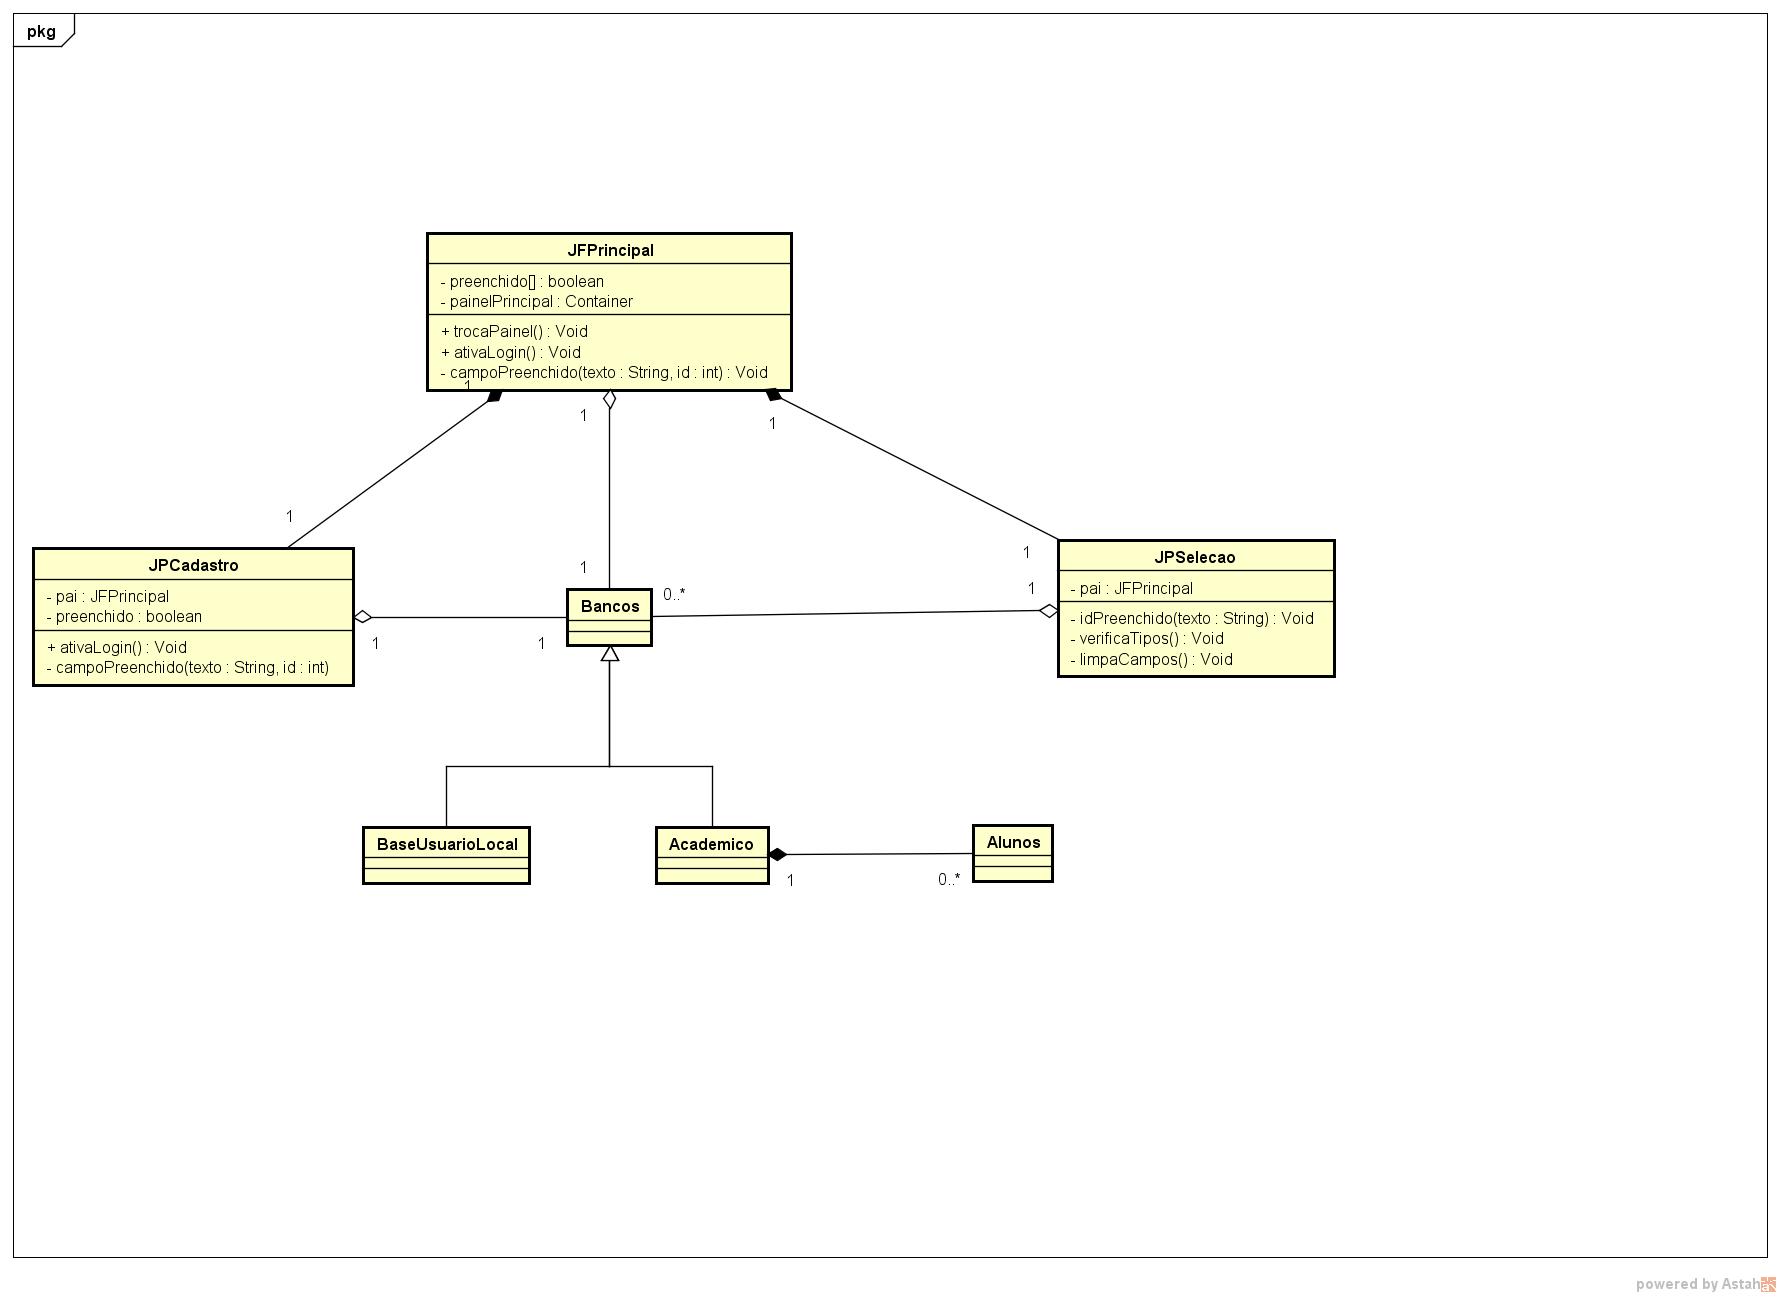 pkg
JFPrincipal
- preenchido[] : boolean
- painelPrincipal : Container
+ trocaPainel() : Void
+ ativaLogin() : Void
- campoPreenchido(texto : String, id : int) : Void
1
1
1
1
1
1
JPCadastro
- pai : JFPrincipal
- preenchido : boolean
+ ativaLogin() : Void
- campoPreenchido(texto : String, id : int)
1
1
Bancos
0..*
1
JPSelecao
- pai : JFPrincipal
- idPreenchido(texto : String) : Void
- verificaTipos() : Void
- limpaCampos() : Void
BaseUsuarioLocal
Academico
1
0..*
Alunos
powered by Astah